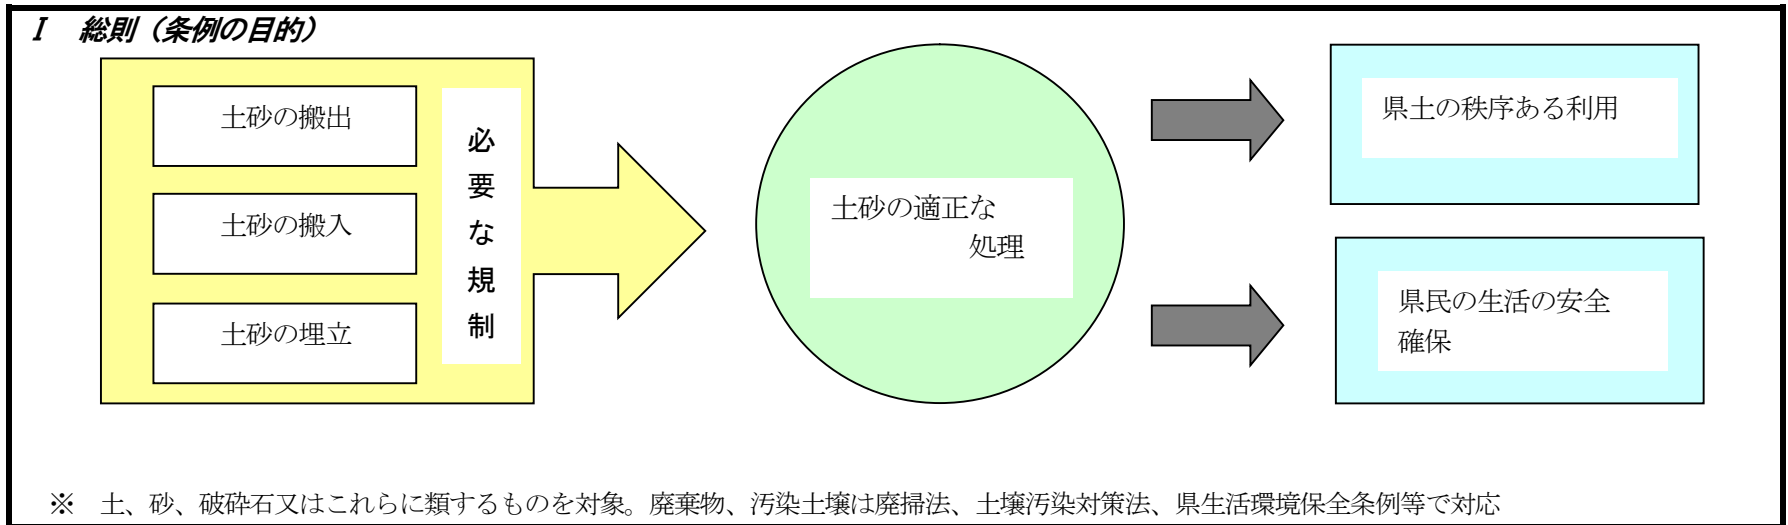 Ⅰ　総則（条例の目的）
土砂の搬出
土砂の搬入
土砂の埋立
必要な規制
土砂の適正な
処理
県土の秩序ある利用
県民の生活の安全
確保
※　土、砂、破砕石又はこれらに類するものを対象。廃棄物、汚染土壌は廃掃法、土壌汚染対策法、県生活環境保全条例等で対応